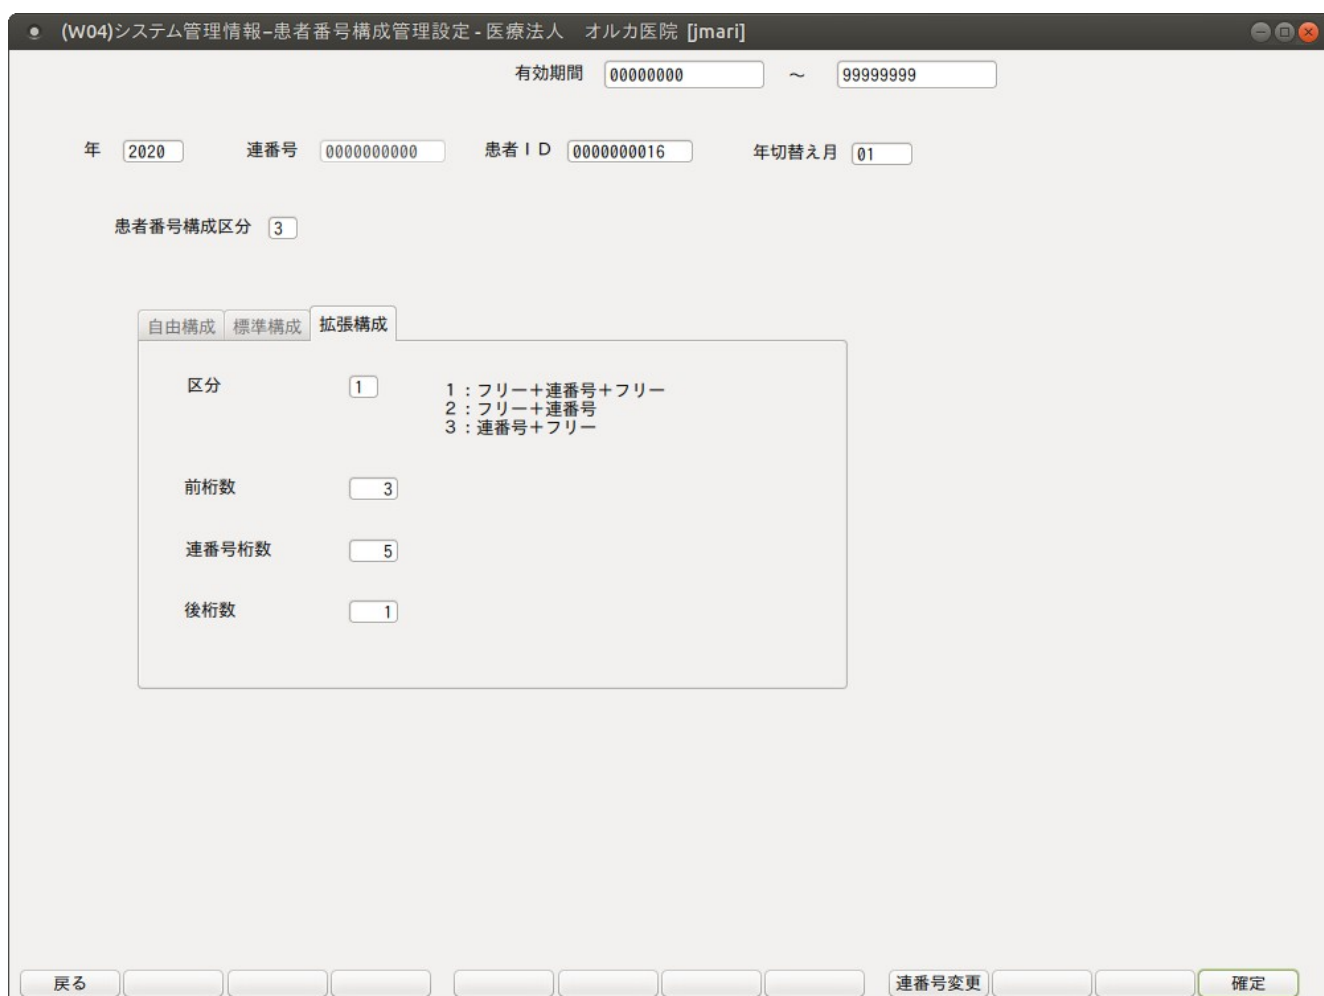 (W04)システム管理情報–患者番号構成管理設定 - 医療法人　オルカ医院 [jmari]
有効期間 00000000 ～ 99999999
年 2020 連番号 0000000000 患者ＩＤ 0000000016 年切替え月 01
患者番号構成区分 3
自由構成 標準構成 拡張構成
区分 1 １：フリー＋連番号＋フリー
２：フリー＋連番号
３：連番号＋フリー
前桁数 3
連番号桁数 5
後桁数 1
戻る 連番号変更 確定